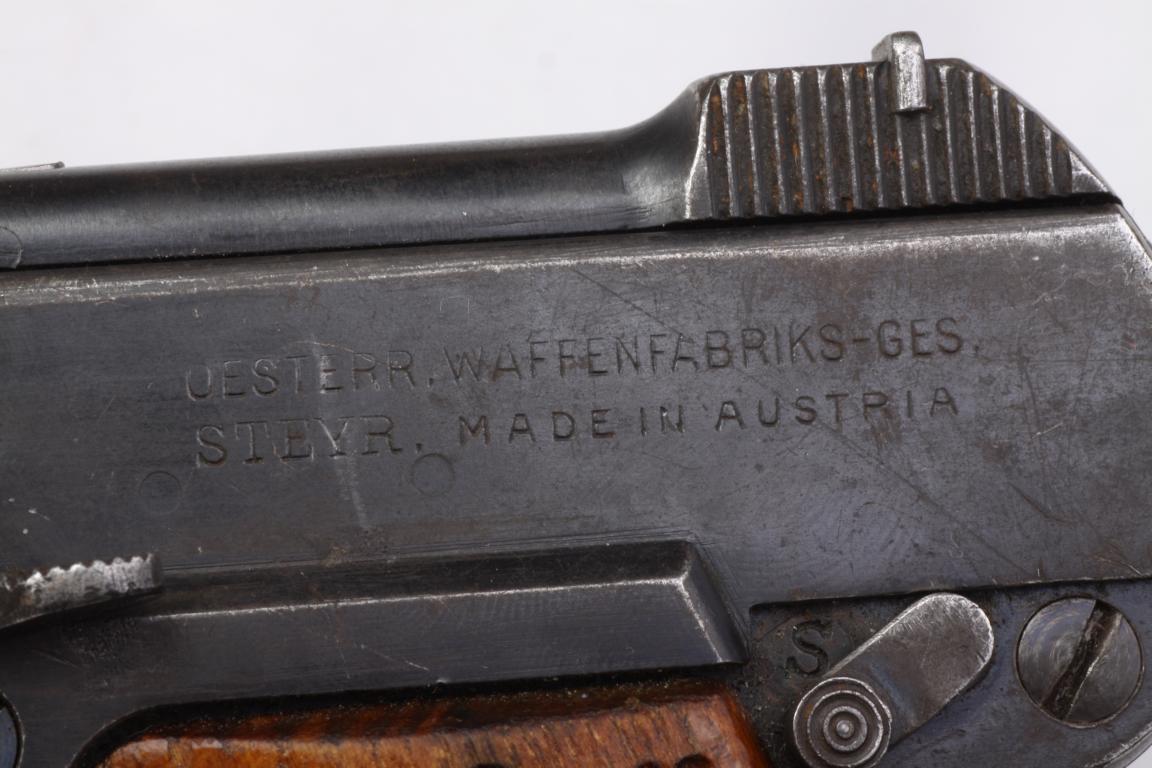 OESTERR. WAFFENFABRIKS-GES.
STEYR. MADE IN AUSTRIA
S